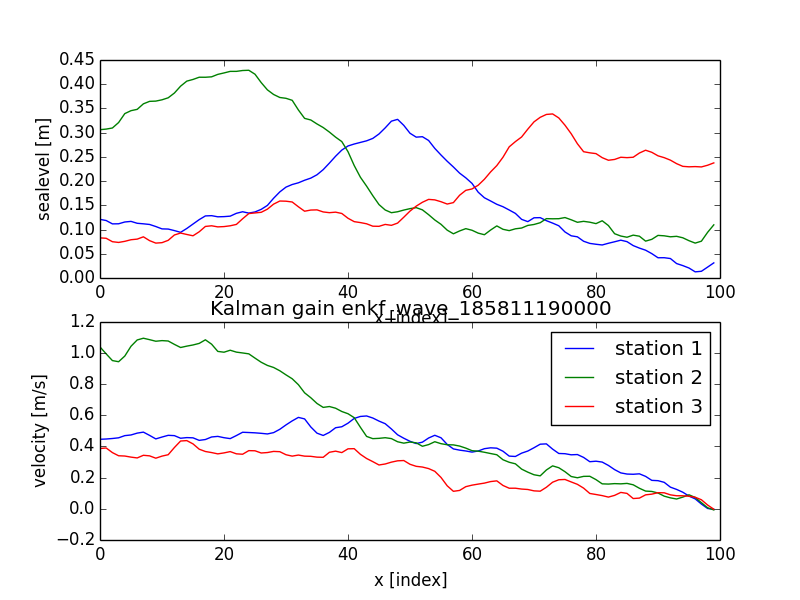 sealevel [m]
0.45
0.40
0.35
0.30
0.25
0.20
0.15
0.10
0.05
0.00
0 20 40 60 80 100
x [index]
Kalman gain enkf_wave_185811190000
velocity [m/s]
1.2
1.0
0.8
0.6
0.4
0.2
0.0
−0.2
station 1
station 2
station 3
0 20 40 60 80 100
x [index]